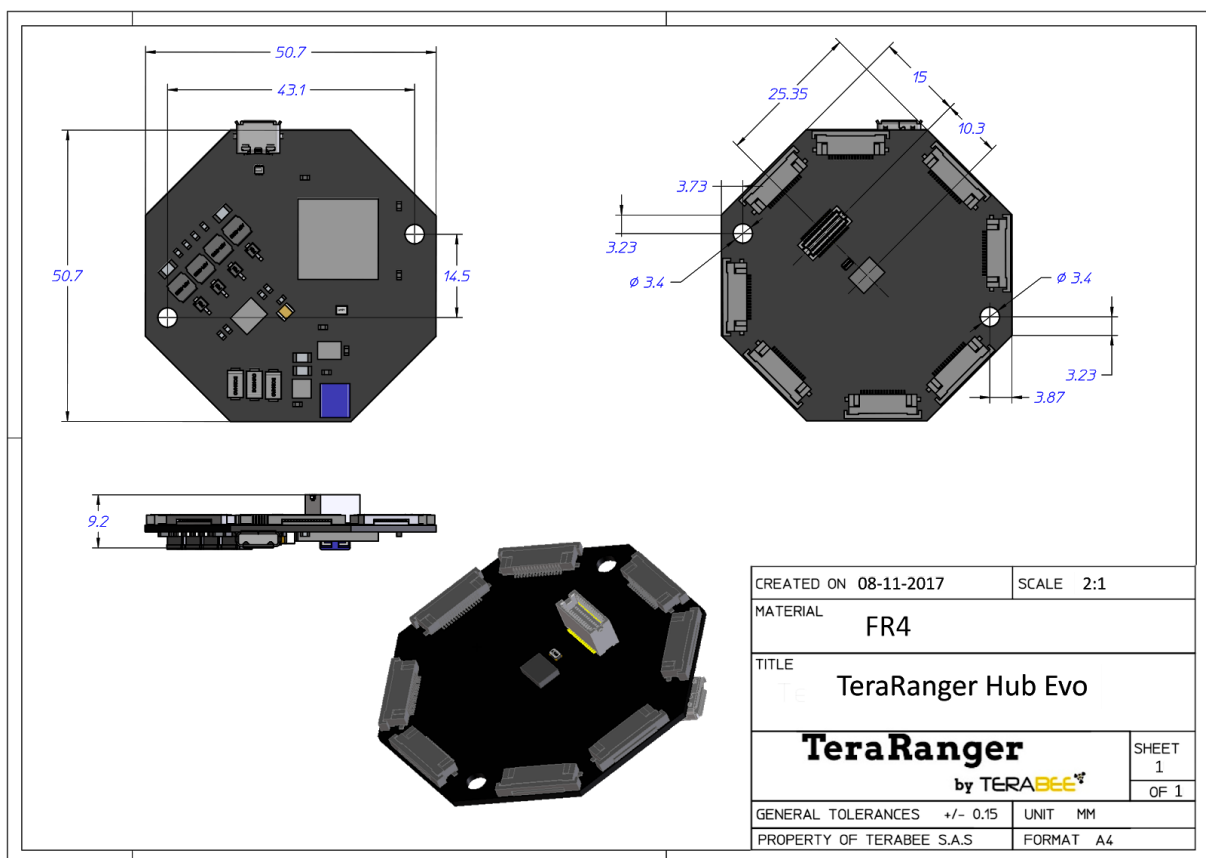 50.7
43.1
50.7
14.5
25.35
15
10.3
3.73
3.23
ϕ 3.4
ϕ 3.4
3.23
3.87
9.2
CREATED ON 08-11-2017
SCALE 2:1
MATERIAL
FR4
TITLE
TeraRanger Hub Evo
TeraRanger
by TERABEE
SHEET
1
OF 1
GENERAL TOLERANCES +/- 0.15
UNIT MM
PROPERTY OF TERABEE S.A.S
FORMAT A4